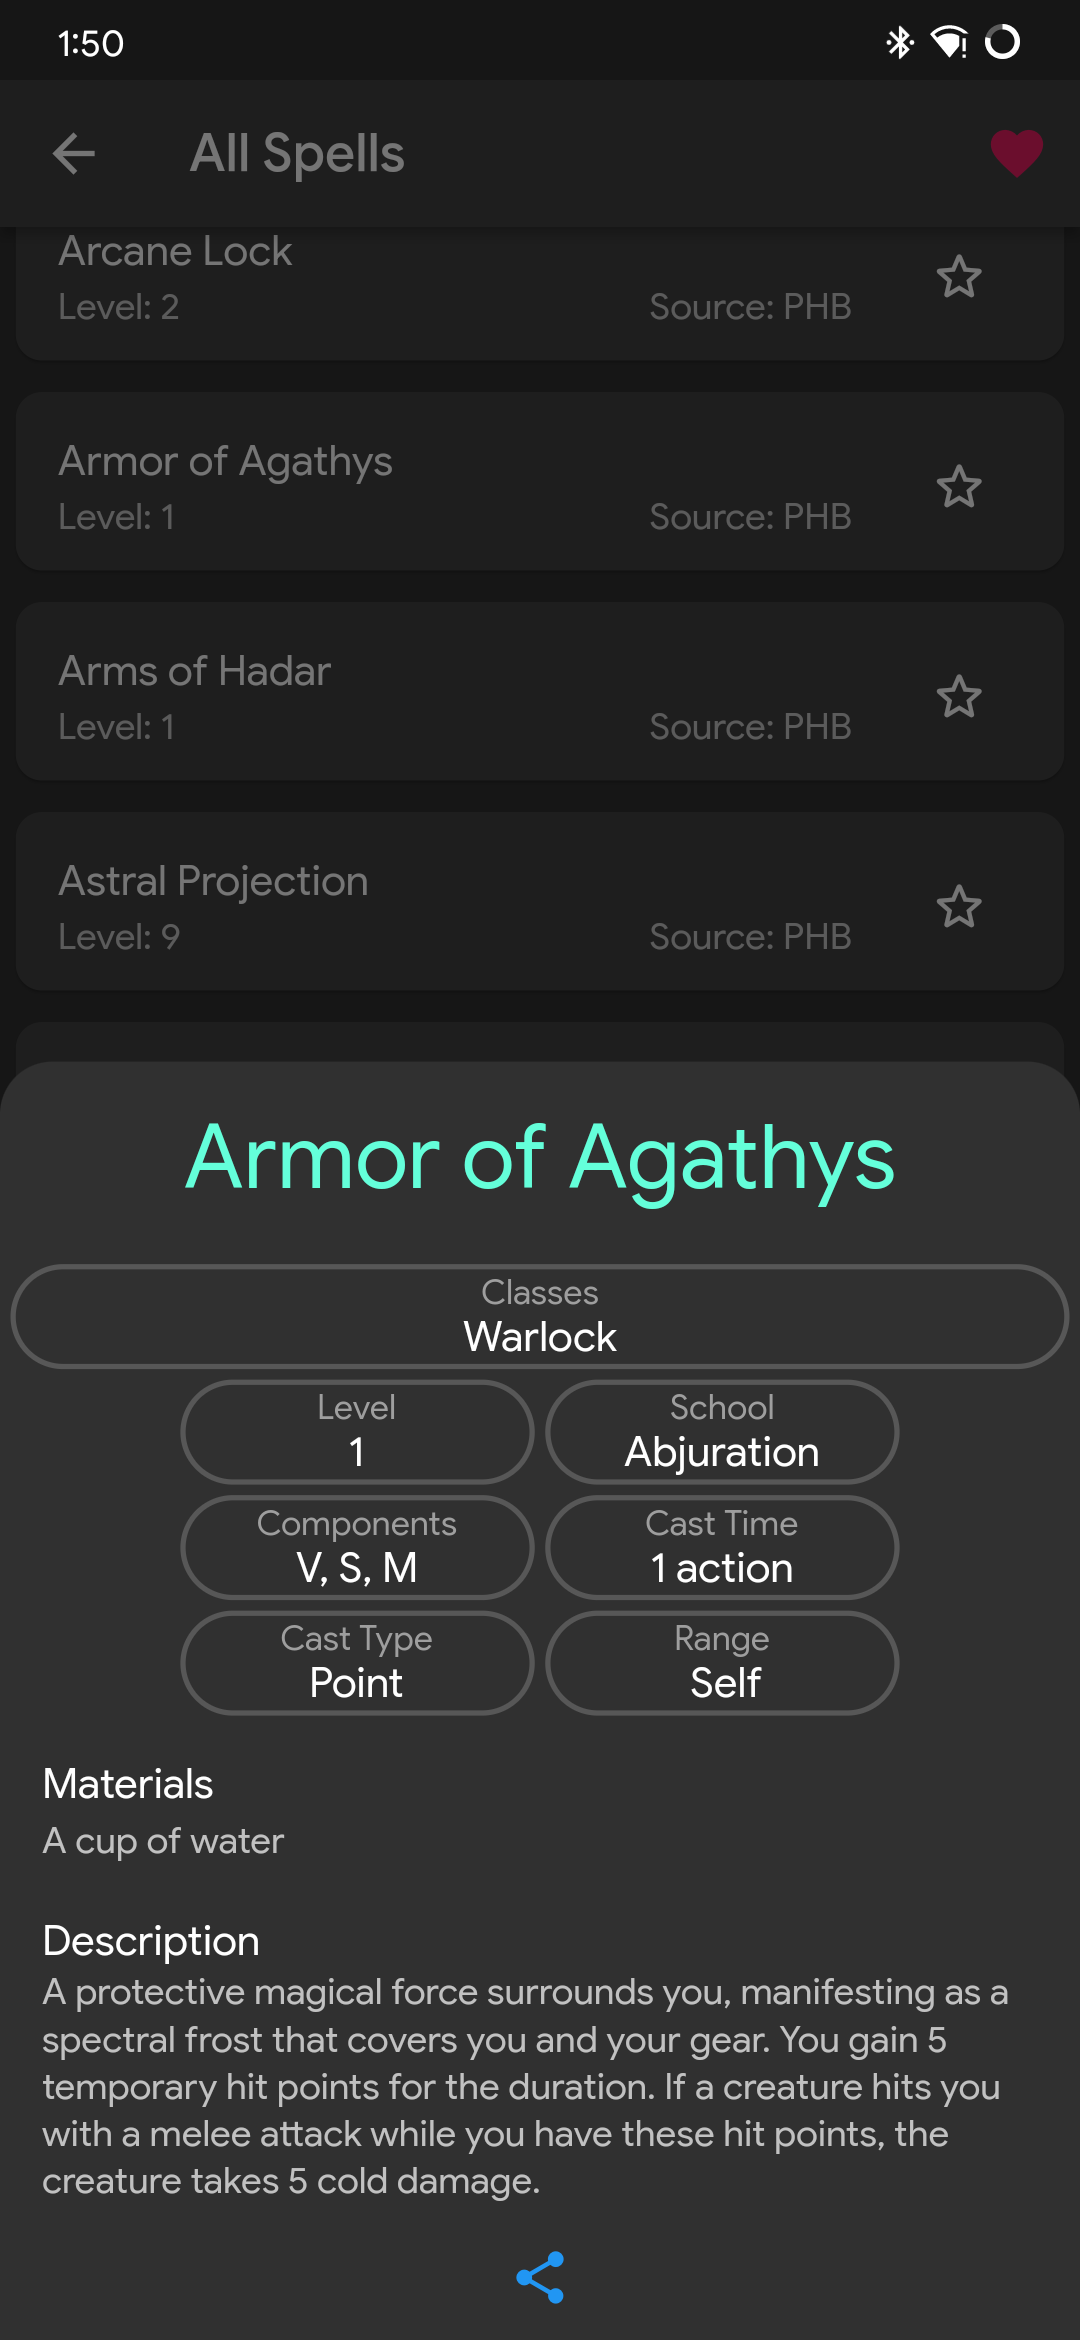 1:50
All Spells
Arcane Lock
Level: 2 Source: PHB
Armor of Agathys
Level: 1 Source: PHB
Arms of Hadar
Level: 1 Source: PHB
Astral Projection
Level: 9 Source: PHB
Armor of Agathys
Classes
Warlock
Level School
1 Abjuration
Components Cast Time
V, S, M 1 action
Cast Type Range
Point Self
Materials
A cup of water
Description
A protective magical force surrounds you, manifesting as a
spectral frost that covers you and your gear. You gain 5
temporary hit points for the duration. If a creature hits you
with a melee attack while you have these hit points, the
creature takes 5 cold damage.